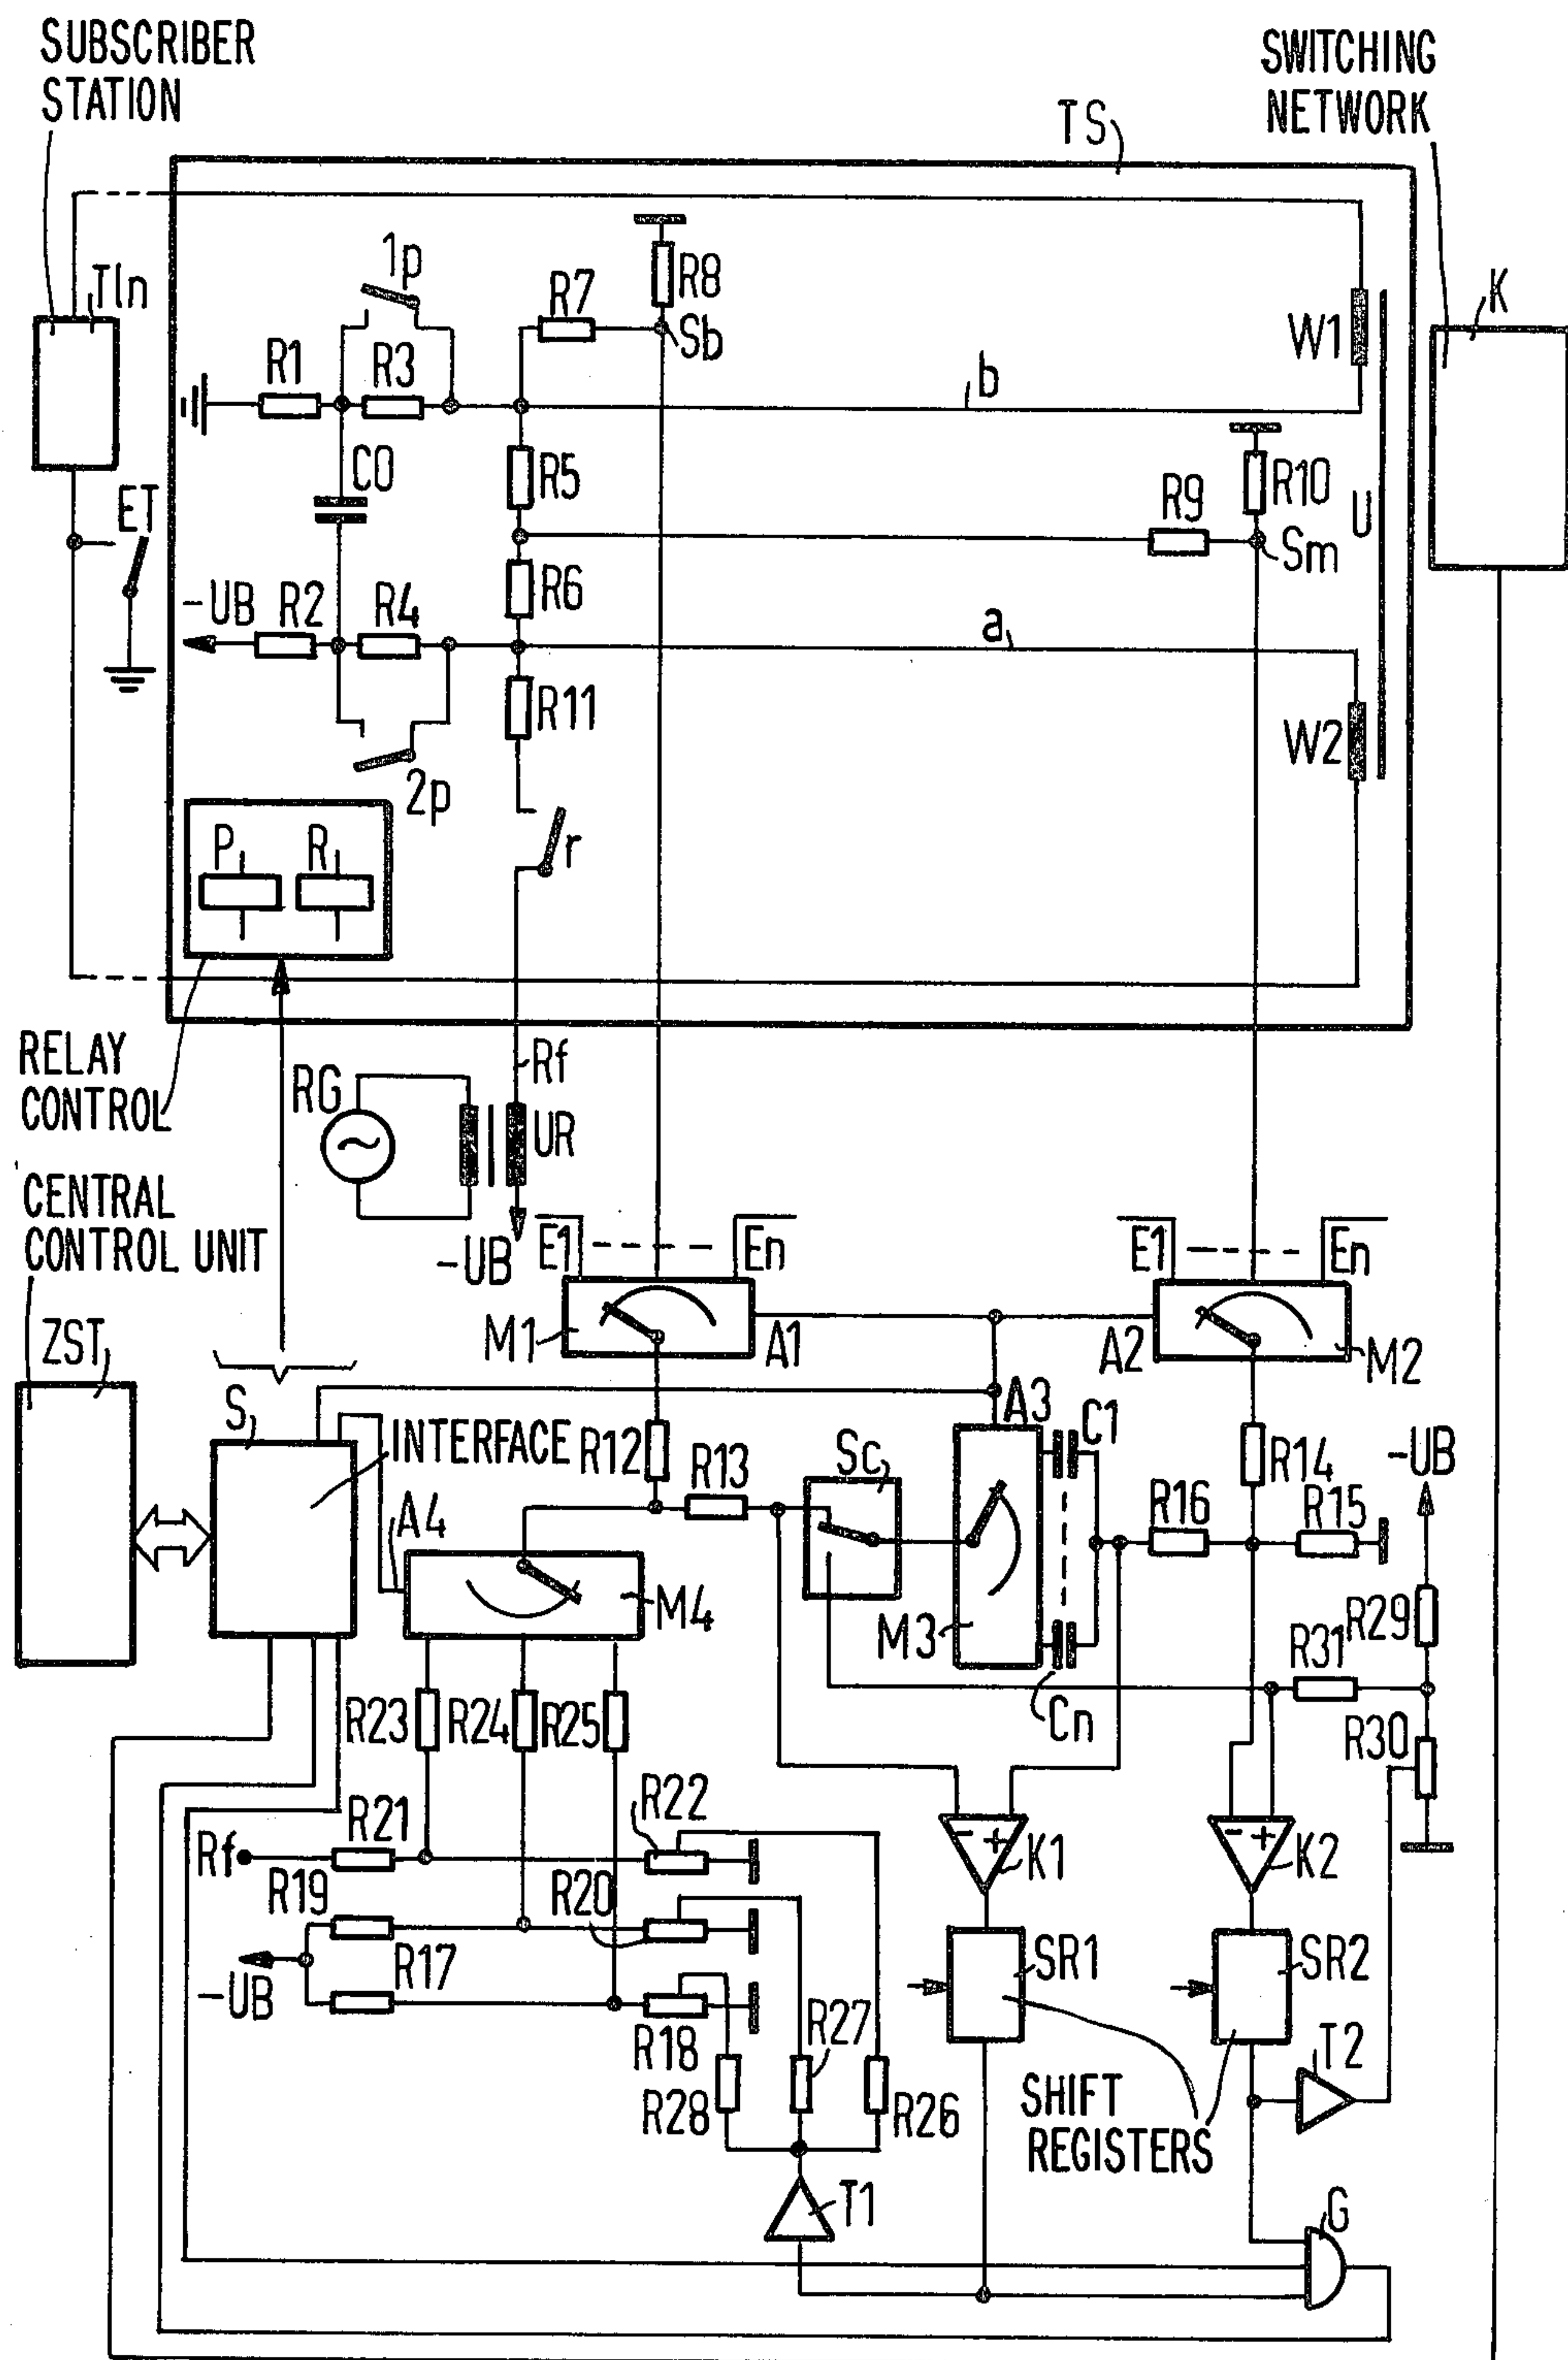 SUBSCRIBER
STATION
SWITCHING
NETWORK
TS
Tln
1p
R7
R8
Sb
K
W1
R1
R3
b
CO
R5
R10
R9
U
Sm
ET
-UB
R2
R4
R6
a
R11
W2
2p
P
R
r
RELAY
CONTROL
RG
Rf
UR
-UB
CENTRAL
CONTROL UNIT
E1
En
E1
En
M1
A1
A2
M2
ZST
S
INTERFACE
R12
R13
Sc
A3
C1
R14
-UB
R16
R15
A4
M4
M3
Cn
R31
R29
R30
R23
R24
R25
R22
R21
Rf
R19
R20
- +
K1
- +
K2
R17
-UB
SR1
SR2
R18
R27
R28
R26
T2
SHIFT
REGISTERS
T1
G